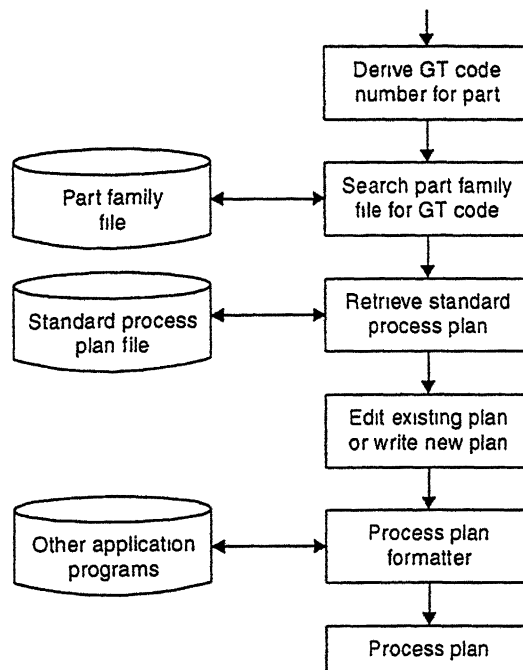 Derive GT code
number for part
Part family
file
Search part family
file for GT code
Standard process
plan file
Retrieve standard
process plan
Edit existing plan
or write new plan
Other application
programs
Process plan
formatter
Process plan